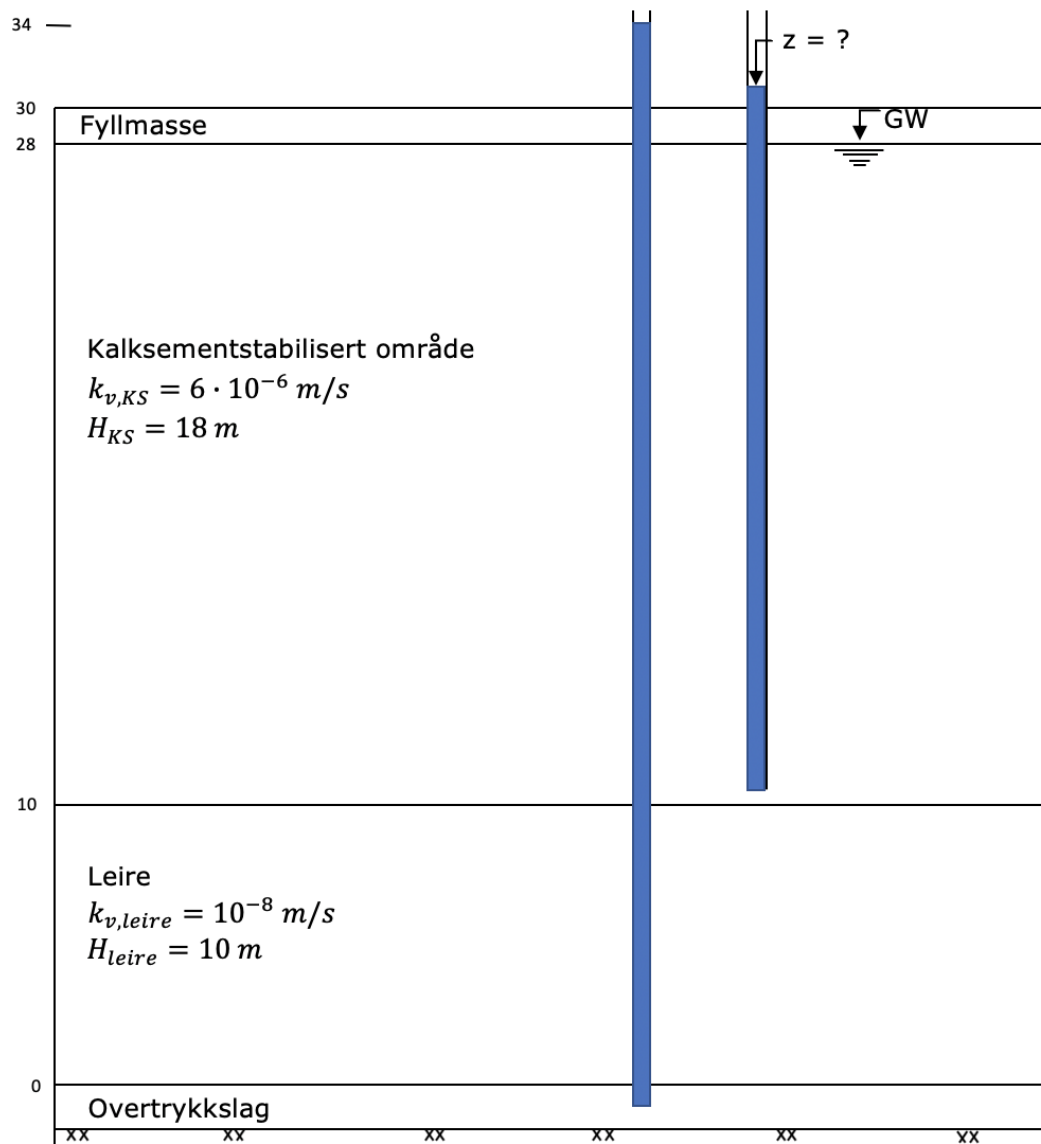 34
z = ?
30
Fyllmasse
GW
28
Kalksementstabilisert område
k_{v,KS} = 6 · 10^{-6} m/s
H_{KS} = 18 m
10
Leire
k_{v,leire} = 10^{-8} m/s
H_{leire} = 10 m
0
Overtrykkslag
xx xx xx xx xx xx